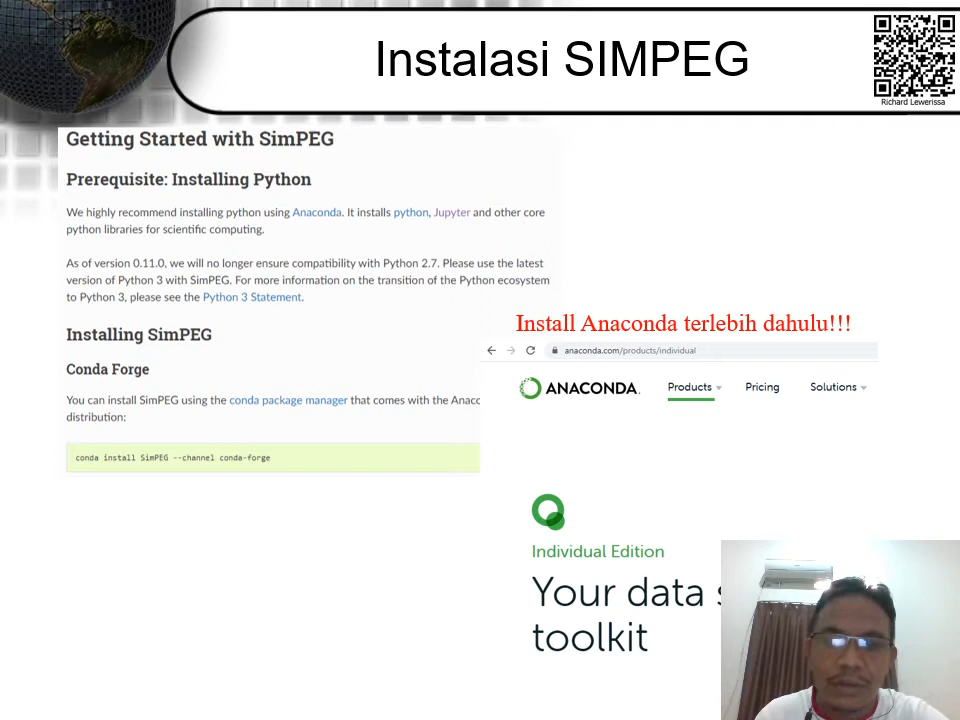 Instalasi SIMPEG
Richard Lewerissa
Getting Started with SimPEG
Prerequisite: Installing Python
We highly recommend installing python using Anaconda. It installs python, Jupyter and other core
python libraries for scientific computing.
As of version 0.11.0, we will no longer ensure compatibility with Python 2.7. Please use the latest
version of Python 3 with SimPEG. For more information on the transition of the Python ecosystem
to Python 3, please see the Python 3 Statement.
Installing SimPEG
Conda Forge
You can install SimPEG using the conda package manager that comes with the Anaco
distribution:
conda install SimPEG --channel conda-forge
Install Anaconda terlebih dahulu!!!
anaconda.com/products/individual
ANACONDA.
Products
Pricing
Solutions
Individual Edition
Your data s
toolkit